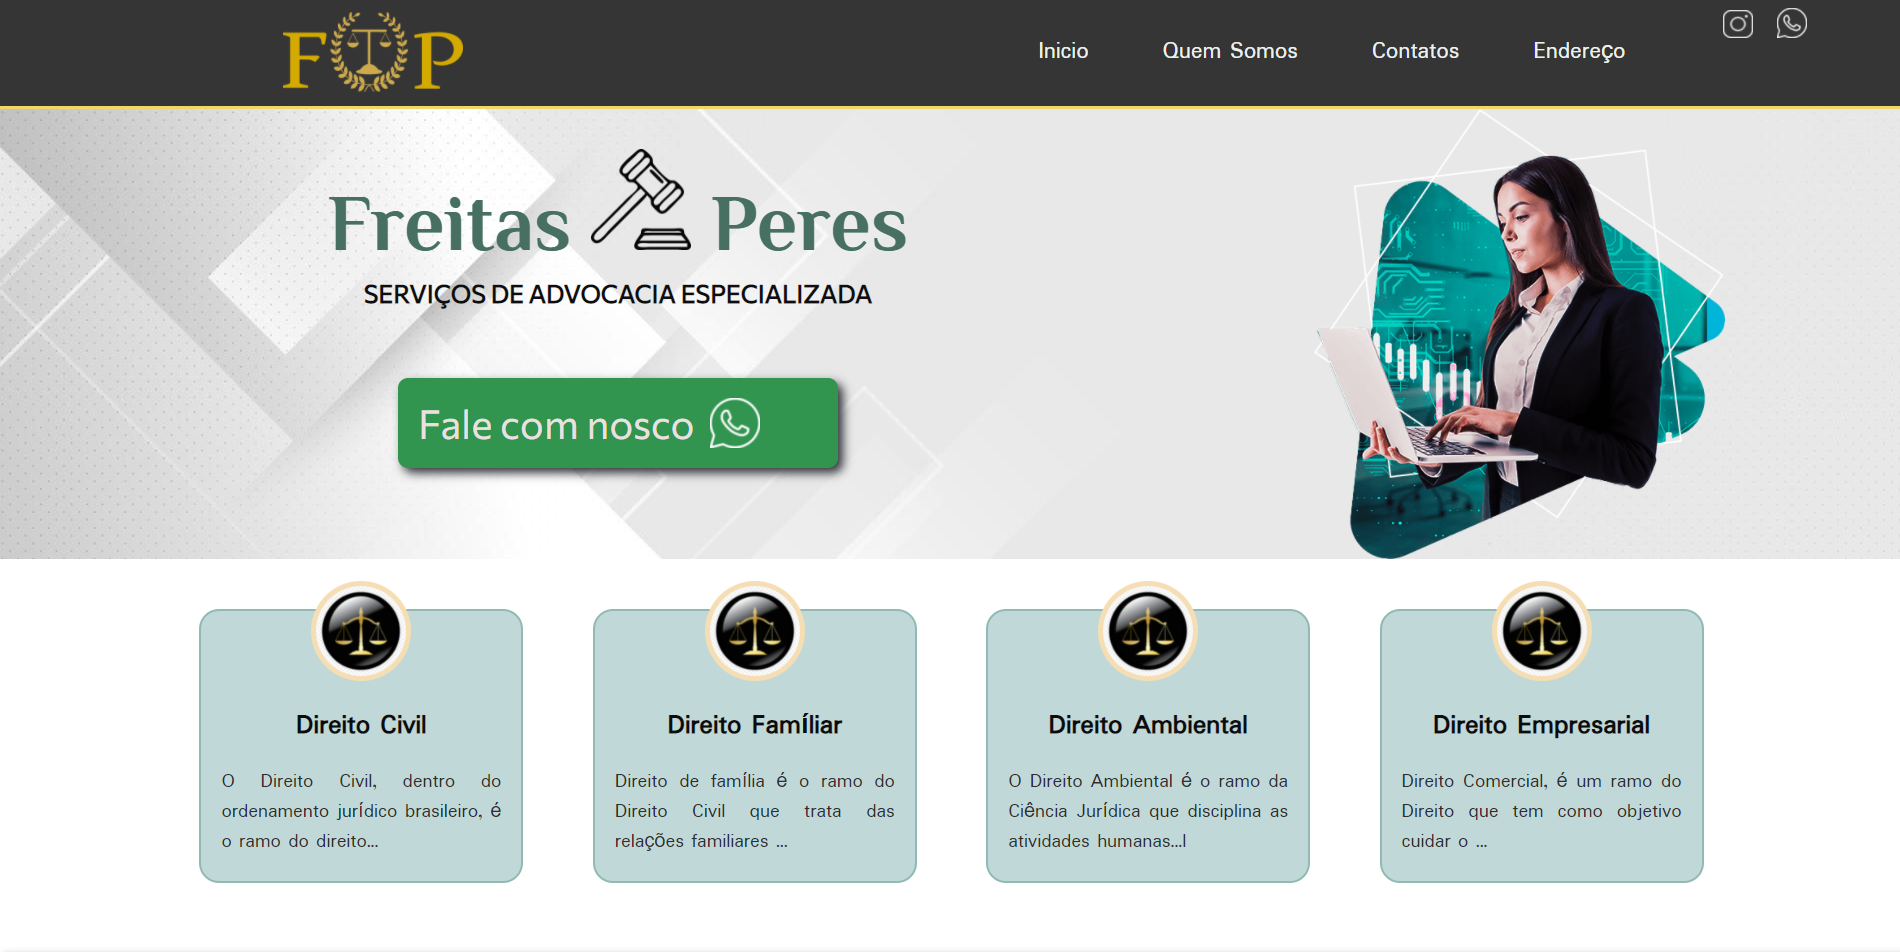 F P
Inicio Quem Somos Contatos Endereço
Freitas Peres
SERVIÇOS DE ADVOCACIA ESPECIALIZADA
Fale com nosco
Direito Civil
O Direito Civil, dentro do
ordenamento jurídico brasileiro, é
o ramo do direito...
Direito Famíliar
Direito de família é o ramo do
Direito Civil que trata das
relações familiares ...
Direito Ambiental
O Direito Ambiental é o ramo da
Ciência Jurídica que disciplina as
atividades humanas...l
Direito Empresarial
Direito Comercial, é um ramo do
Direito que tem como objetivo
cuidar o ...